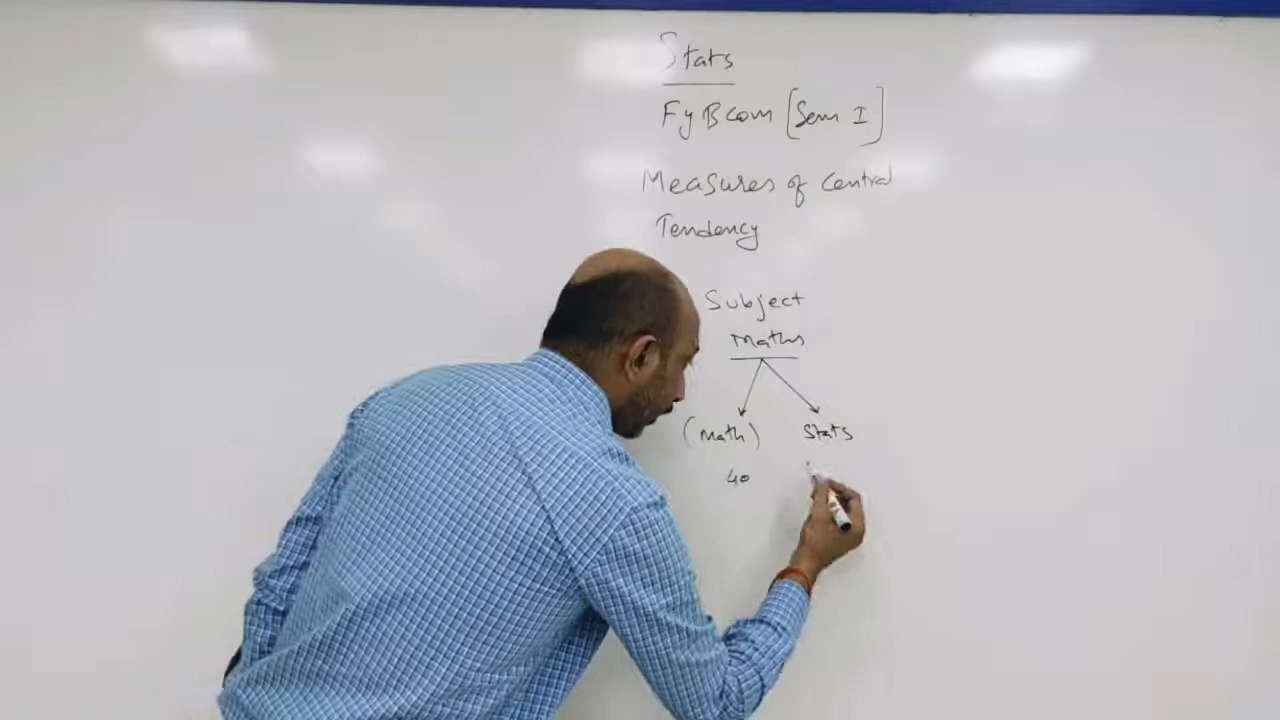 Stats
FyBcom [Sem I]
Measures of Central
Tendency
Subject
Maths
(Math) Stats
40